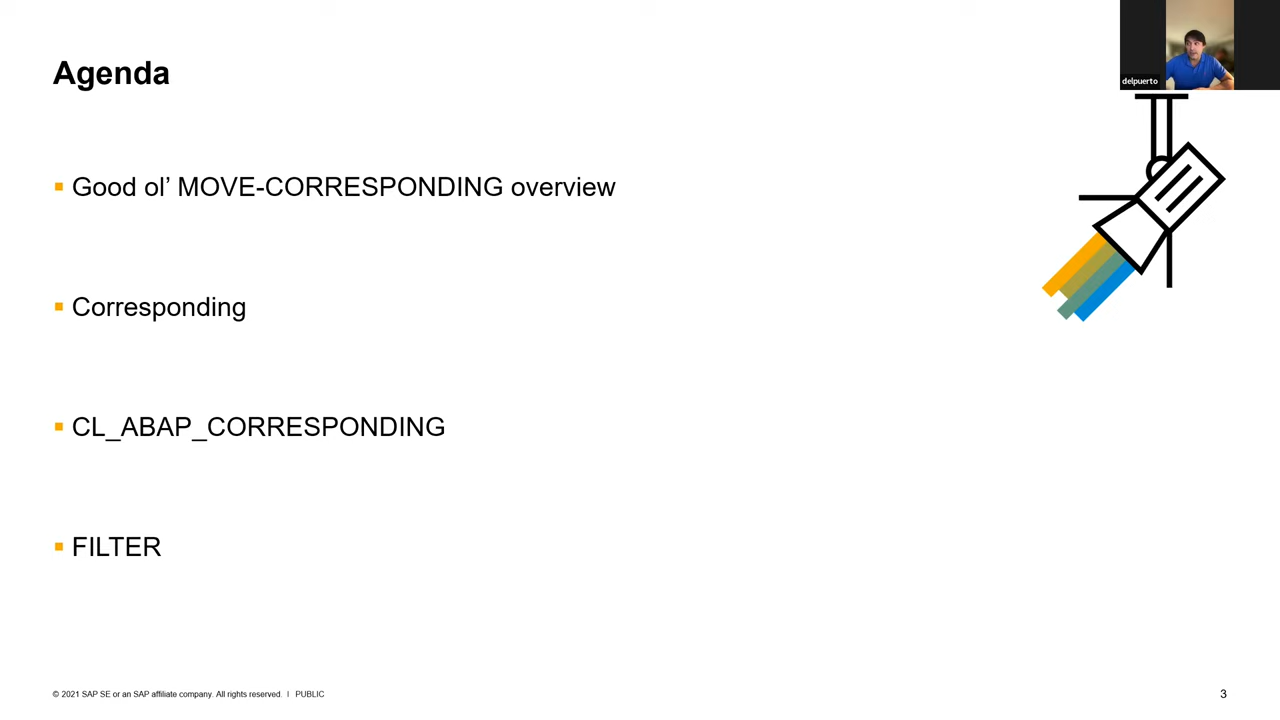 Agenda
delpuerto
Good ol’ MOVE-CORRESPONDING overview
Corresponding
CL_ABAP_CORRESPONDING
FILTER
© 2021 SAP SE or an SAP affiliate company. All rights reserved. I PUBLIC
3